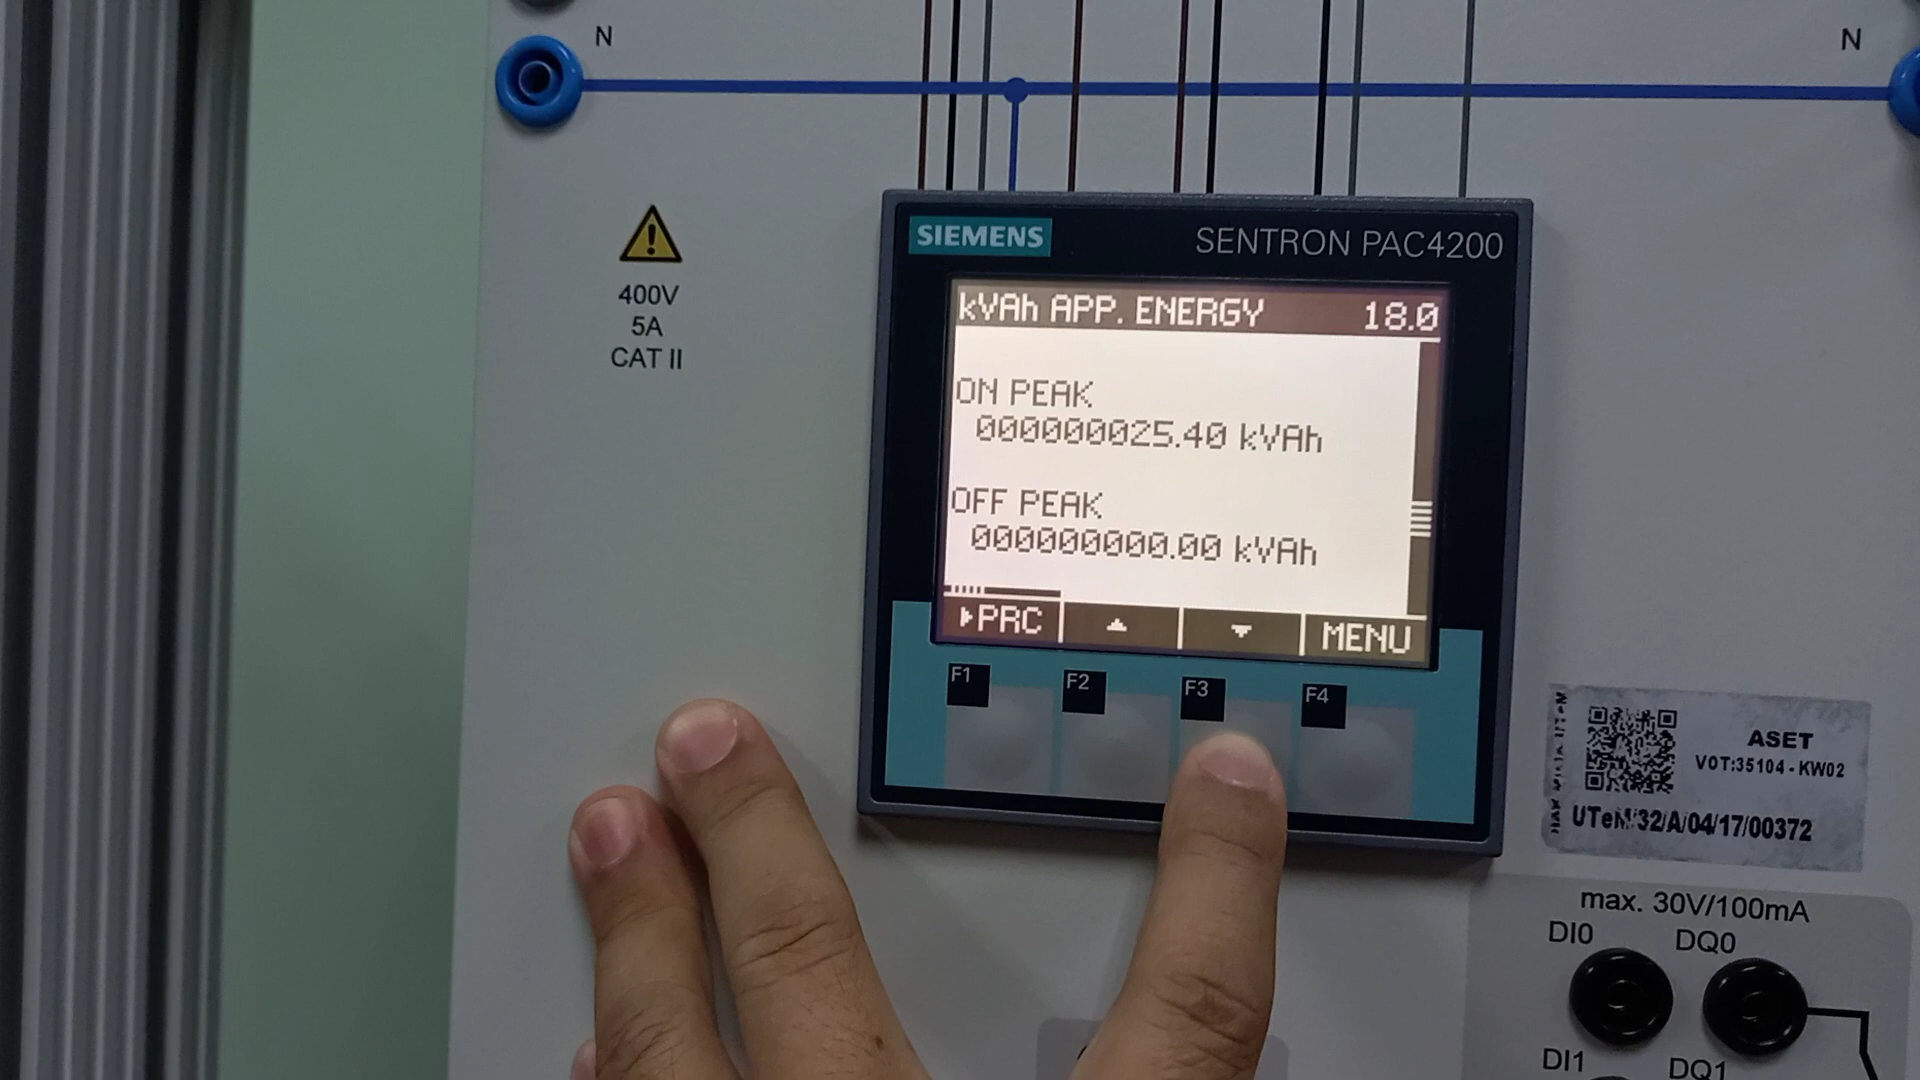 N
N
400V
5A
CAT II
SIEMENS
SENTRON PAC4200
kVAh APP. ENERGY 18.0
ON PEAK
000000025.40 kVAh
OFF PEAK
000000000.00 kVAh
PRC
MENU
F1
F2
F3
F4
ASET
VOT:35104 - KW02
UTeM/32/A/04/17/00372
max. 30V/100mA
DI0
DQ0
DI1
DQ1